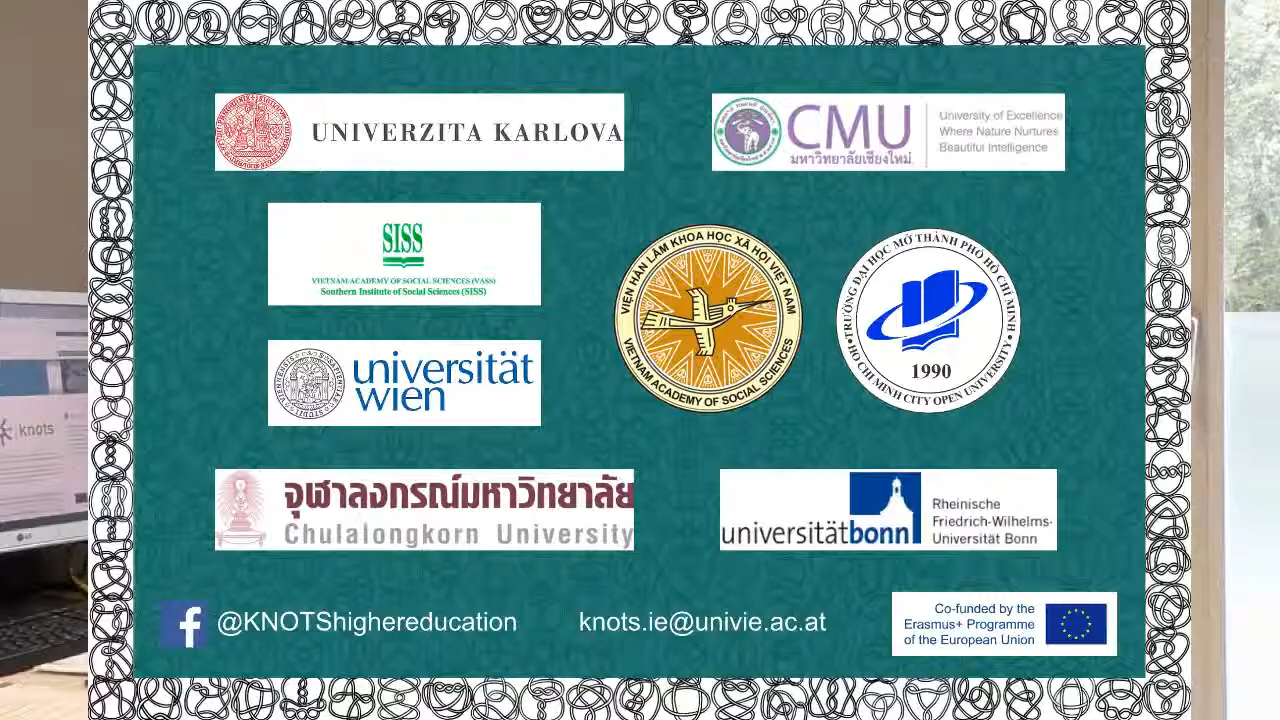 UNIVERZITA KARLOVA
CMU
มหาวิทยาลัยเชียงใหม่
University of Excellence
Where Nature Nurtures
Beautiful Intelligence
SISS
VIETNAM ACADEMY OF SOCIAL SCIENCES (VASS)
Southern Institute of Social Sciences (SISS)
VIỆN HÀN LÂM KHOA HỌC XÃ HỘI VIỆT NAM
VIETNAM ACADEMY OF SOCIAL SCIENCES
TRƯỜNG ĐẠI HỌC MỞ THÀNH PHỐ HỒ CHÍ MINH
1990
HO CHI MINH CITY OPEN UNIVERSITY
universität
wien
knots
จุฬาลงกรณ์มหาวิทยาลัย
Chulalongkorn University
universitätbonn
Rheinische
Friedrich-Wilhelms-
Universität Bonn
@KNOTShighereducation
knots.ie@univie.ac.at
Co-funded by the
Erasmus+ Programme
of the European Union